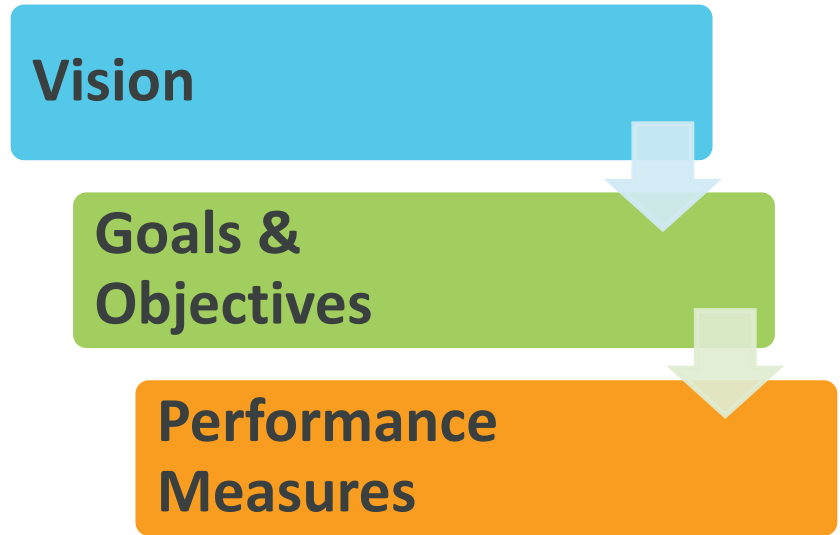 Vision
Goals &
Objectives
Performance
Measures